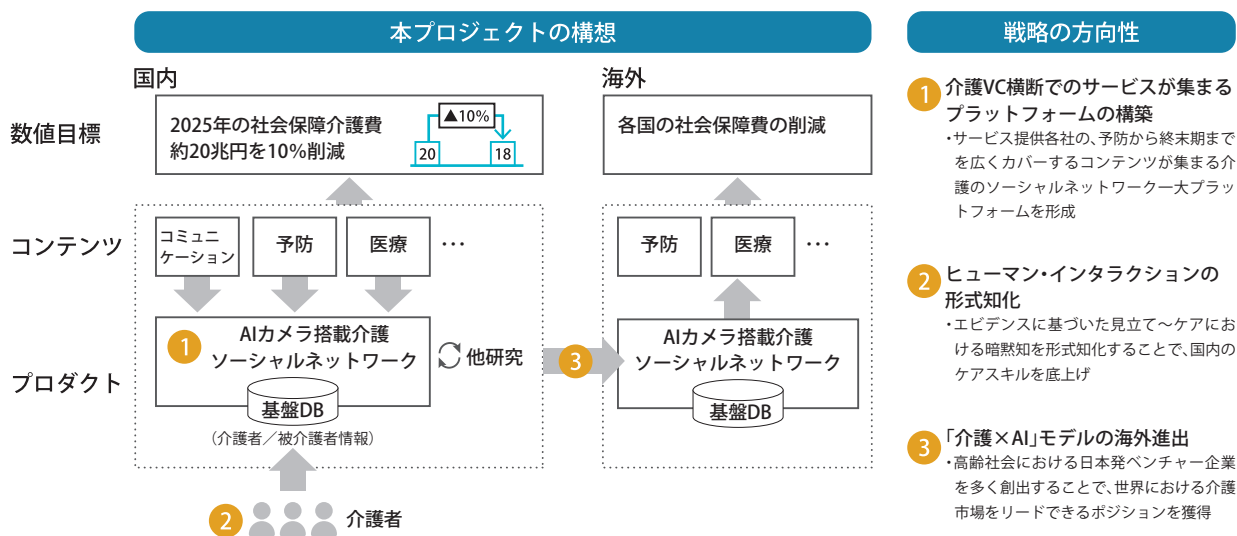 本プロジェクトの構想
戦略の方向性
国内
海外
数値目標
2025年の社会保障介護費
約20兆円を10%削減
▲10%
20
18
各国の社会保障費の削減
コンテンツ
コミュニ
ケーション
予防
医療
…
予防
医療
…
プロダクト
1
AIカメラ搭載介護
ソーシャルネットワーク
基盤DB
(介護者/被介護者情報)
他研究
3
AIカメラ搭載介護
ソーシャルネットワーク
基盤DB
2
介護者
1
介護VC横断でのサービスが集まる
プラットフォームの構築
・サービス提供各社の、予防から終末期まで
を広くカバーするコンテンツが集まる介
護のソーシャルネットワーク一大プラッ
トフォームを形成
2
ヒューマン・インタラクションの
形式知化
・エビデンスに基づいた見立て〜ケアにお
ける暗黙知を形式知化することで、国内の
ケアスキルを底上げ
3
「介護×AI」モデルの海外進出
・高齢社会における日本発ベンチャー企業
を多く創出することで、世界における介護
市場をリードできるポジションを獲得